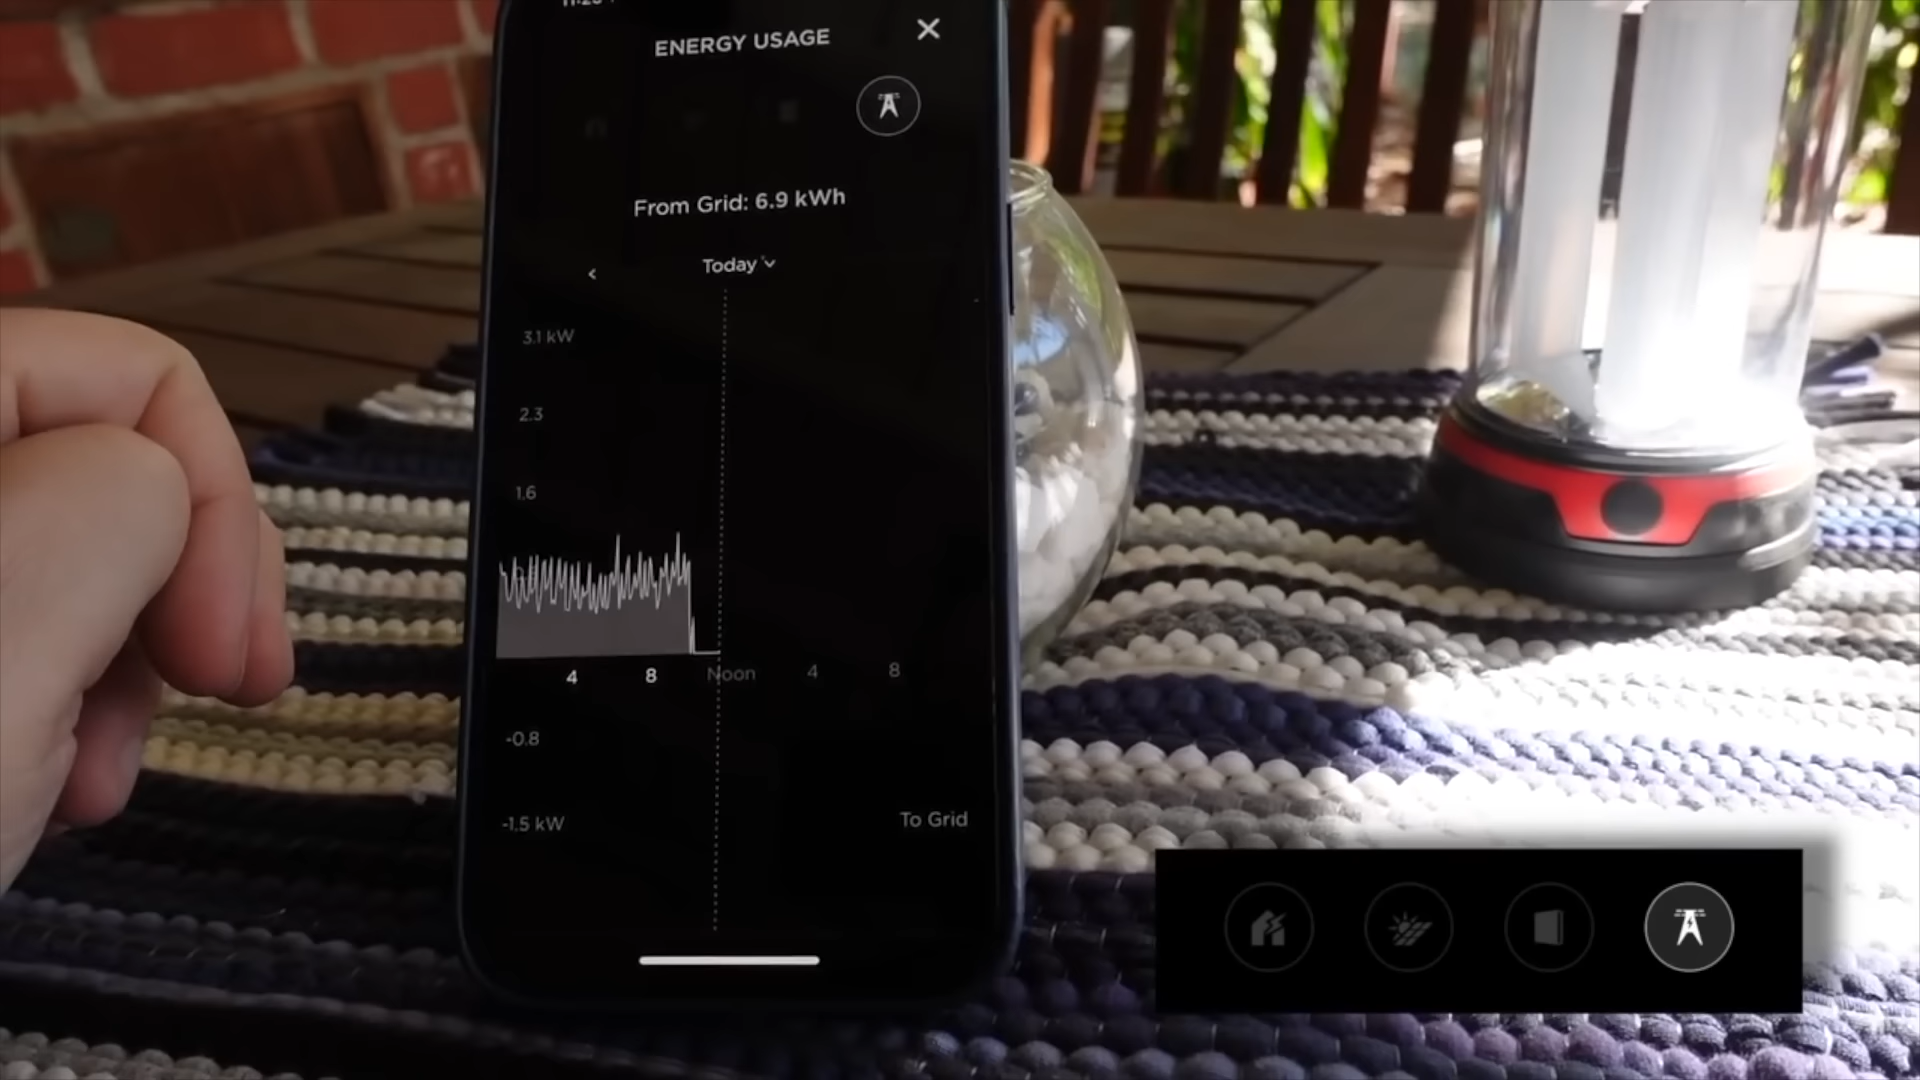 ENERGY USAGE
From Grid: 6.9 kWh
Today
3.1 kW
2.3
1.6
4 8 Noon 4 8
-0.8
-1.5 kW
To Grid